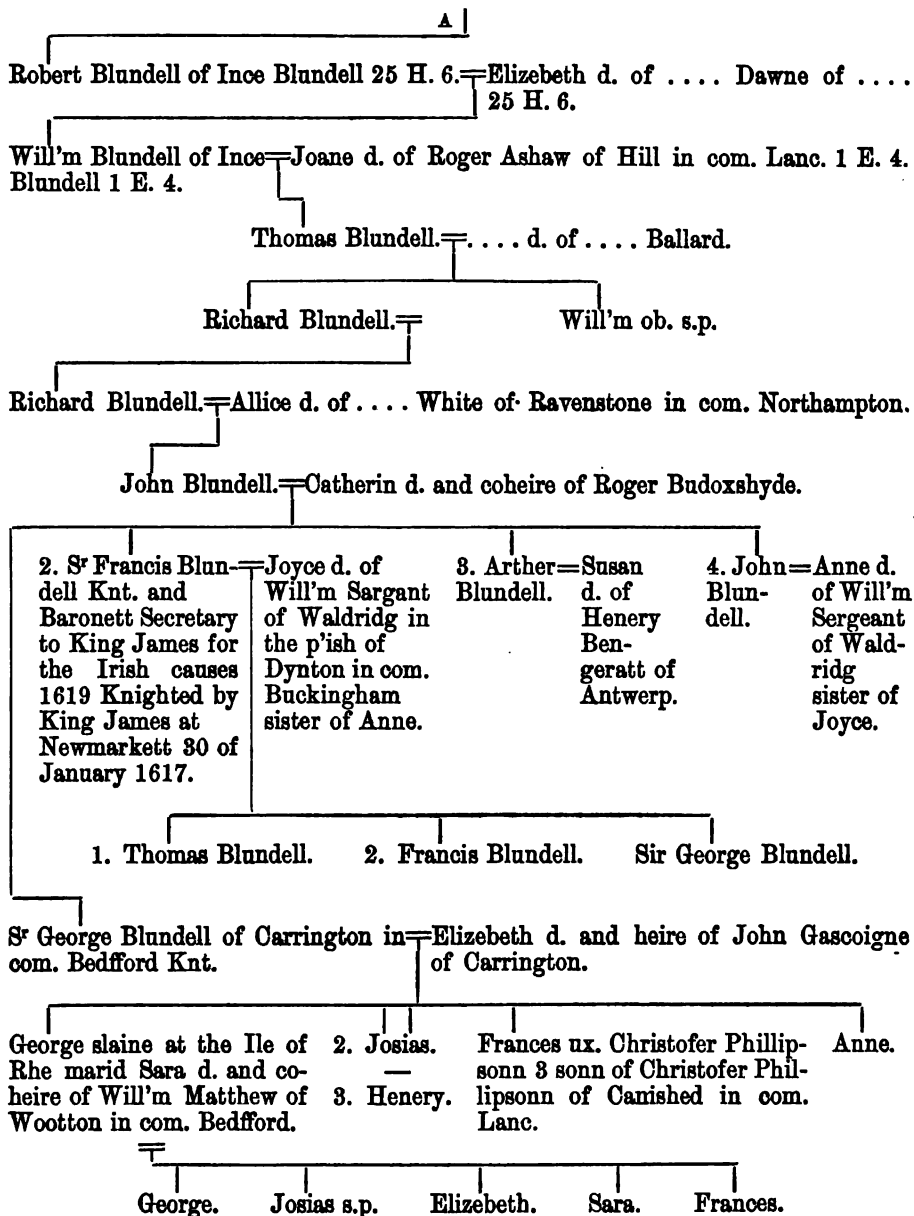 A
Robert Blundell of Ince Blundell 25 H. 6. Elizebeth d. of .... Dawne of ....
25 H. 6.
Will'm Blundell of Ince Joane d. of Roger Ashaw of Hill in com. Lanc. 1 E. 4.
Blundell 1 E. 4.
Thomas Blundell. .... d. of .... Ballard.
Richard Blundell. Will'm ob. s.p.
Richard Blundell. Allice d. of .... White of Ravenstone in com. Northampton.
John Blundell. Catherin d. and coheire of Roger Budoxshyde.
2. Sr Francis Blun-
dell Knt. and
Baronett Secretary
to King James for
the Irish causes
1619 Knighted by
King James at
Newmarkett 30 of
January 1617.
Joyce d. of
Will'm Sargant
of Waldridg in
the p'ish of
Dynton in com.
Buckingham
sister of Anne.
3. Arther
Blundell.
Susan
d. of
Henery
Ben-
geratt of
Antwerp.
4. John
Blun-
dell.
Anne d.
of Will'm
Sergeant
of Wald-
ridg
sister of
Joyce.
1. Thomas Blundell. 2. Francis Blundell. Sir George Blundell.
Sr George Blundell of Carrington in
com. Bedfford Knt.
Elizebeth d. and heire of John Gascoigne
of Carrington.
George slaine at the Ile of
Rhe marid Sara d. and co-
heire of Will'm Matthew of
Wootton in com. Bedfford.
2. Josias.
—
3. Henery.
Frances ux. Christofer Phillip-
sonn 3 sonn of Christofer Phil-
lipsonn of Canished in com.
Lanc.
Anne.
George. Josias s.p. Elizebeth. Sara. Frances.